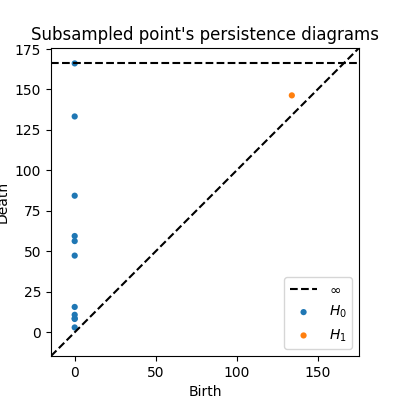 Subsampled point's persistence diagrams
175
150
125
100
75
50
25
0
Death
0
50
100
150
Birth
∞
H₀
H₁